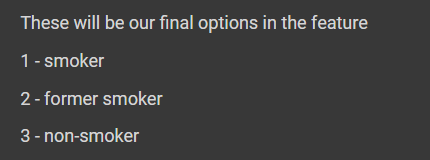 These will be our final options in the feature
1 - smoker
2 - former smoker
3 - non-smoker